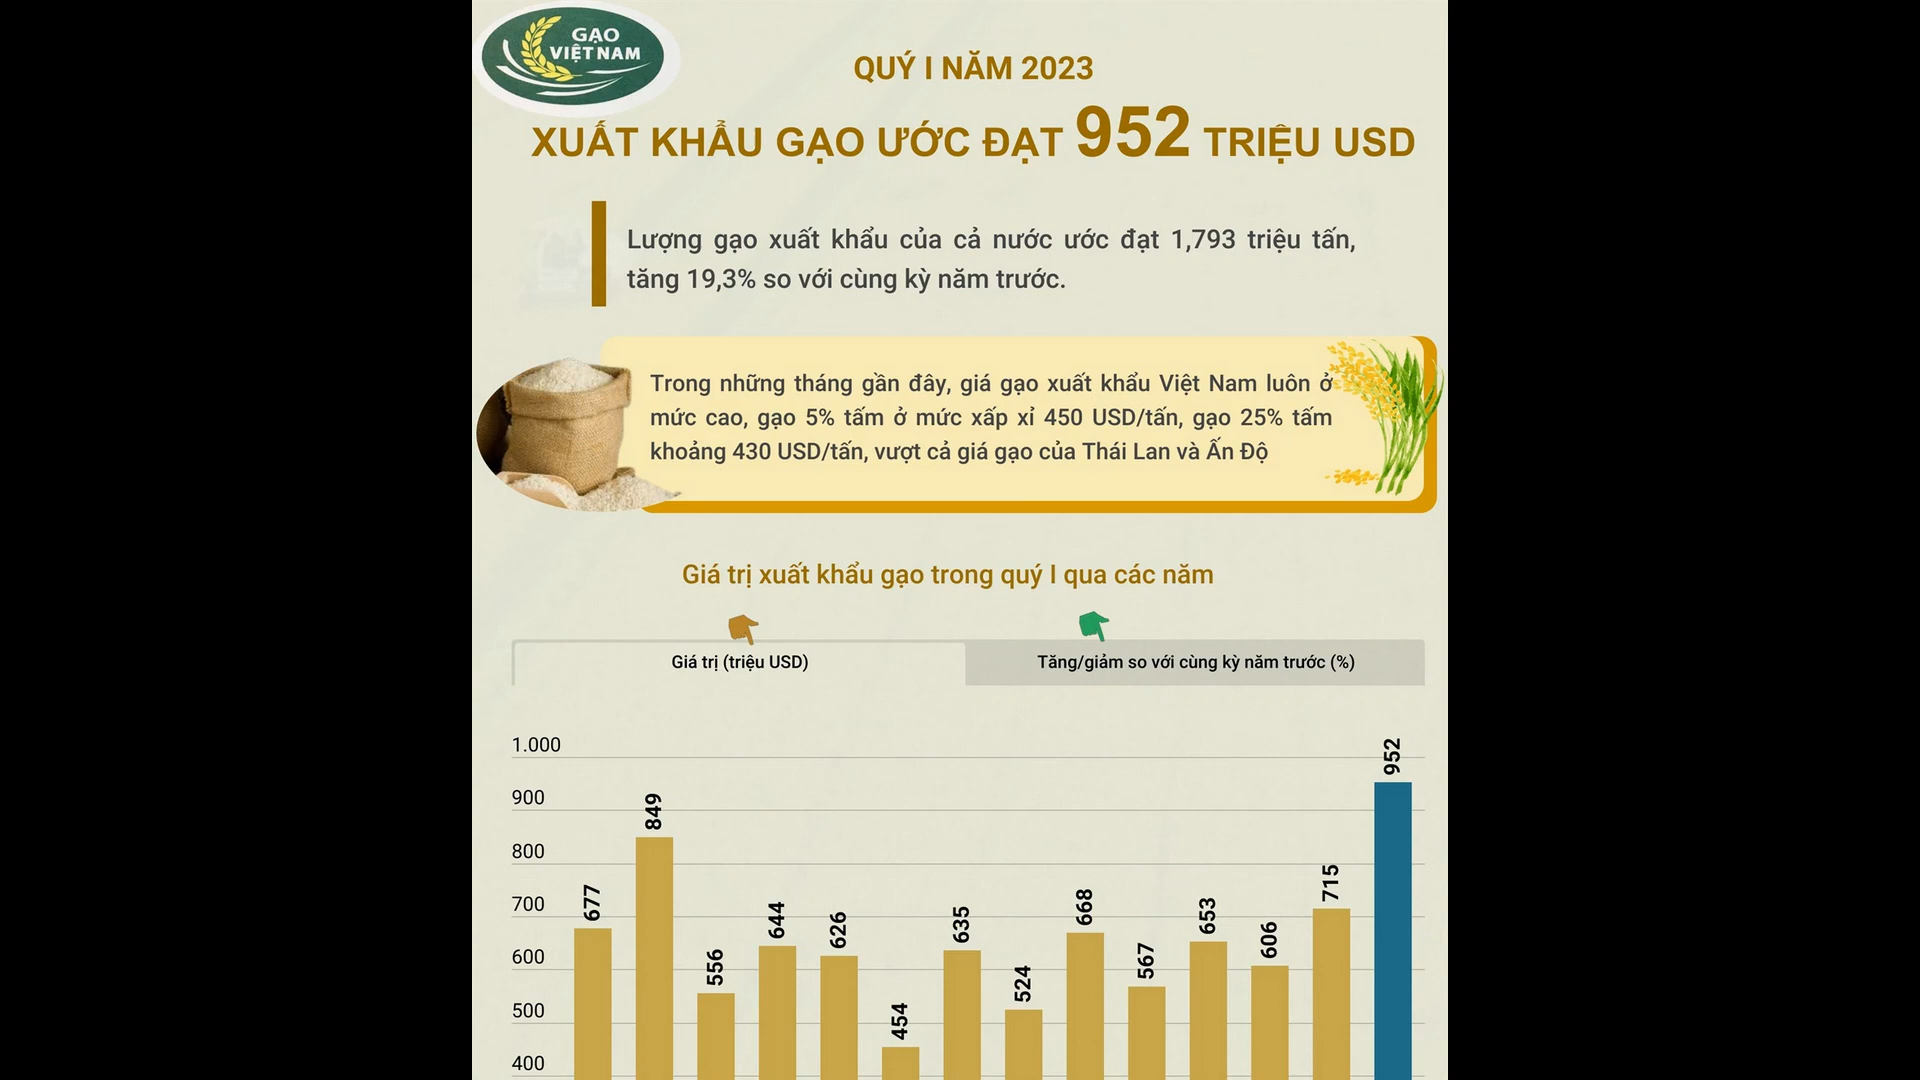 GẠO
VIỆT NAM
QUÝ I NĂM 2023
XUẤT KHẨU GẠO ƯỚC ĐẠT 952 TRIỆU USD
Lượng gạo xuất khẩu của cả nước ước đạt 1,793 triệu tấn,
tăng 19,3% so với cùng kỳ năm trước.
Trong những tháng gần đây, giá gạo xuất khẩu Việt Nam luôn ở
mức cao, gạo 5% tấm ở mức xấp xỉ 450 USD/tấn, gạo 25% tấm
khoảng 430 USD/tấn, vượt cả giá gạo của Thái Lan và Ấn Độ
Giá trị xuất khẩu gạo trong quý I qua các năm
Giá trị (triệu USD)
Tăng/giảm so với cùng kỳ năm trước (%)
1.000
900
800
700
600
500
400
677
849
556
644
626
454
635
524
668
567
653
606
715
952